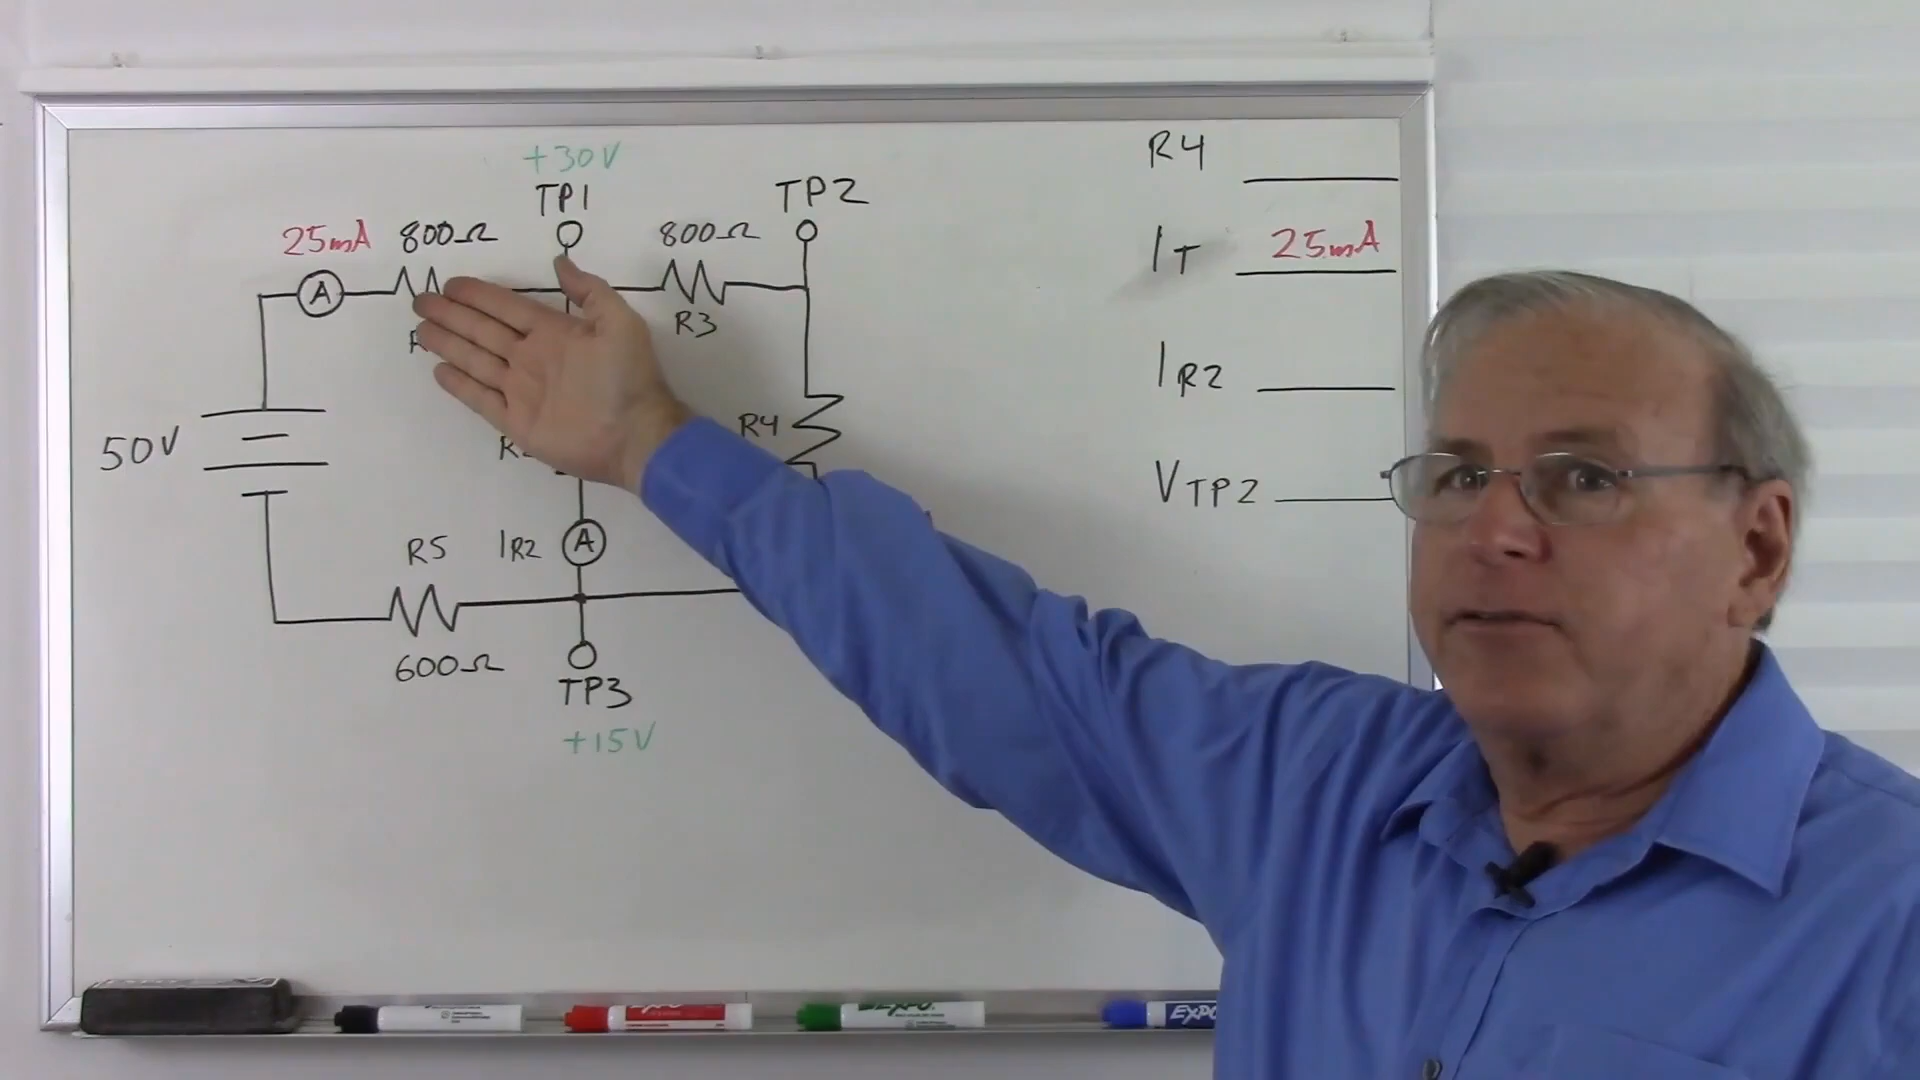 +30V
TP1
TP2
25mA
800Ω
800Ω
A
R3
50V
R4
R5
IR2
A
600Ω
TP3
+15V
R4
IT 25mA
IR2
VTP2
EXPO
EXPO